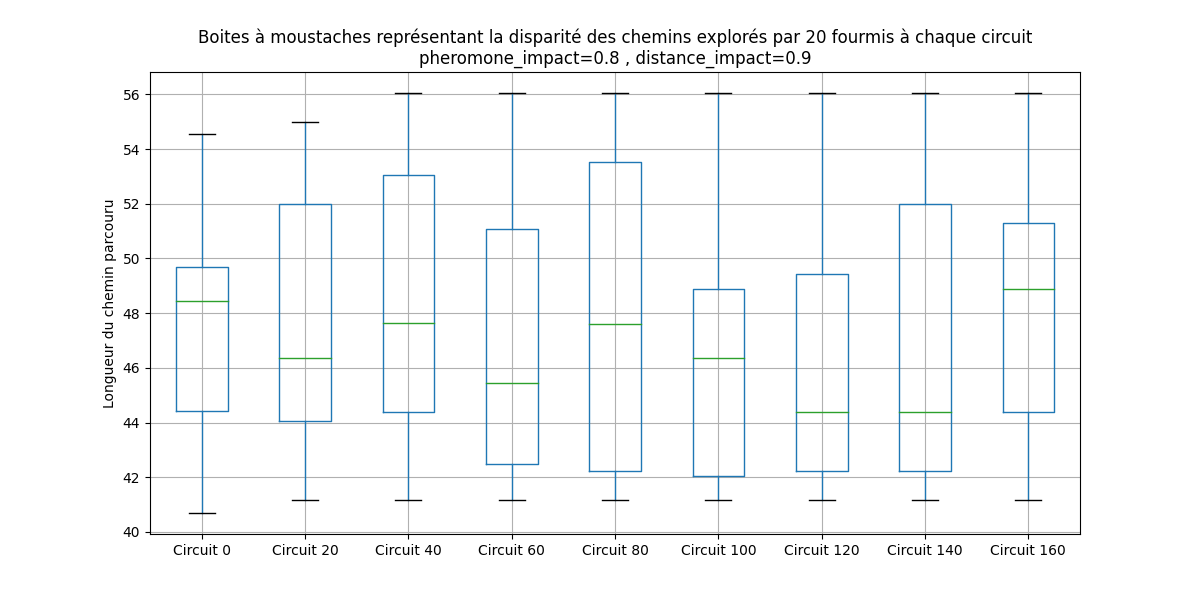 Boites à moustaches représentant la disparité des chemins explorés par 20 fourmis à chaque circuit
pheromone_impact=0.8 , distance_impact=0.9
Longueur du chemin parcouru
56
54
52
50
48
46
44
42
40
Circuit 0 Circuit 20 Circuit 40 Circuit 60 Circuit 80 Circuit 100 Circuit 120 Circuit 140 Circuit 160